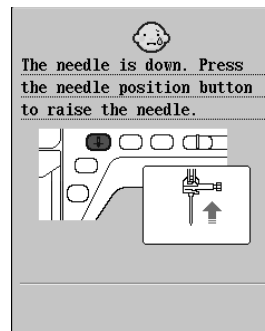 The needle is down. Press
the needle position button
to raise the needle.